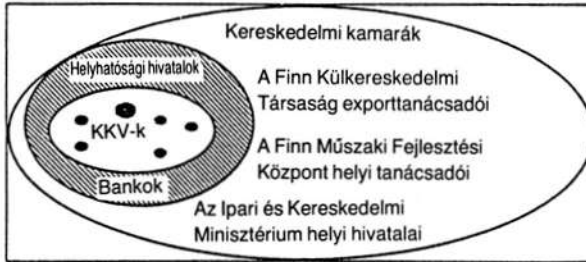 Kereskedelmi kamarák
Helyhatósági hivatalok
A Finn Külkereskedelmi
Társaság exporttanácsadói
KKV-k
A Finn Műszaki Fejlesztési
Központ helyi tanácsadói
Bankok
Az Ipari és Kereskedelmi
Minisztérium helyi hivatalai